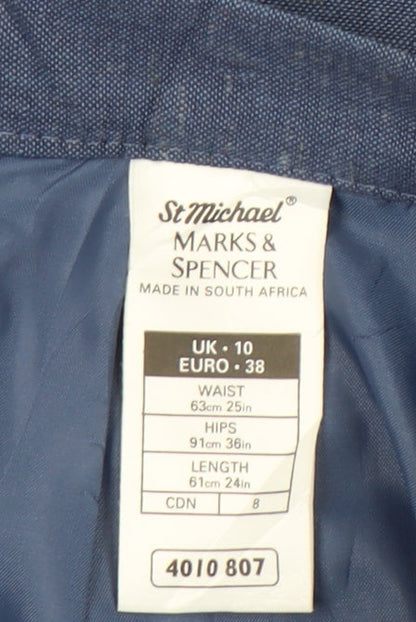 St Michael®
MARKS &
SPENCER
MADE IN SOUTH AFRICA
UK • 10
EURO • 38
WAIST
63cm 25in
HIPS
91cm 36in
LENGTH
61cm 24in
CDN 8
4010 807